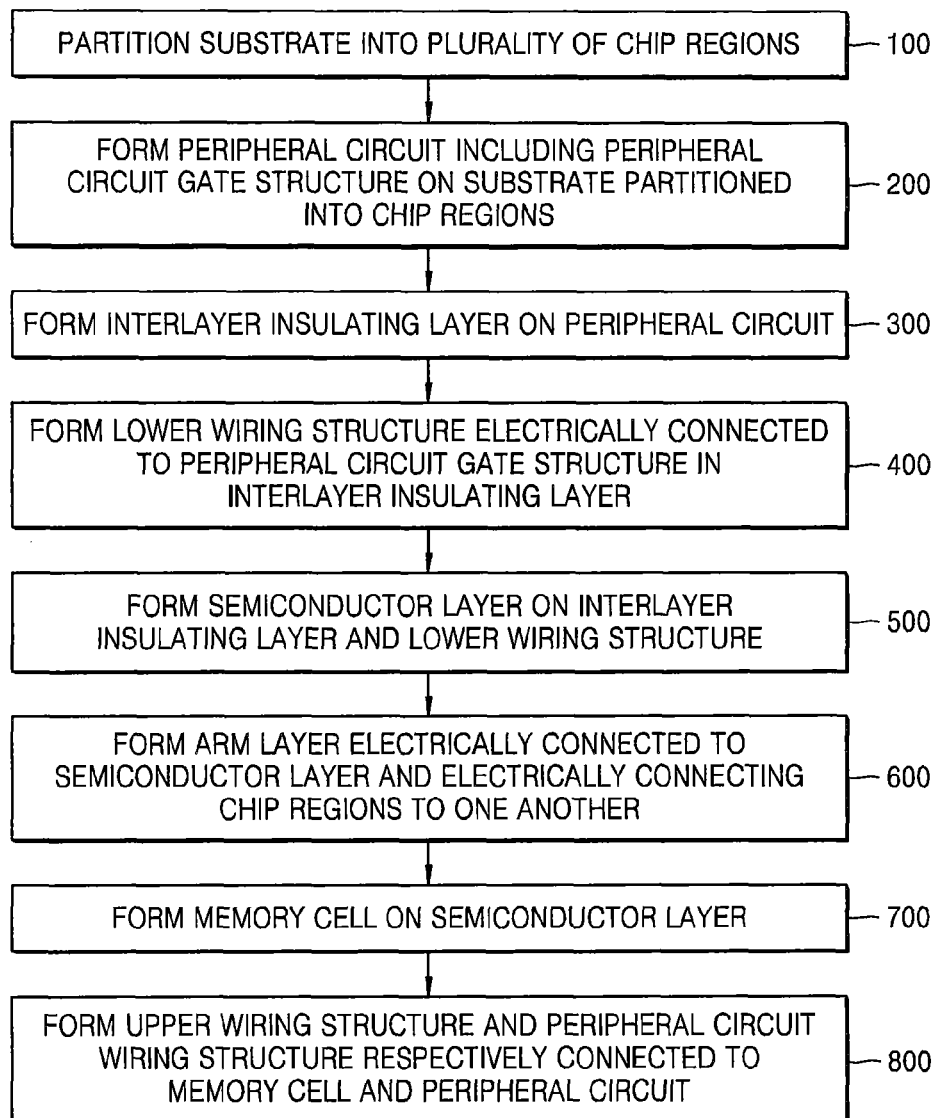 PARTITION SUBSTRATE INTO PLURALITY OF CHIP REGIONS
100
FORM PERIPHERAL CIRCUIT INCLUDING PERIPHERAL
CIRCUIT GATE STRUCTURE ON SUBSTRATE PARTITIONED
INTO CHIP REGIONS
200
FORM INTERLAYER INSULATING LAYER ON PERIPHERAL CIRCUIT
300
FORM LOWER WIRING STRUCTURE ELECTRICALLY CONNECTED
TO PERIPHERAL CIRCUIT GATE STRUCTURE IN
INTERLAYER INSULATING LAYER
400
FORM SEMICONDUCTOR LAYER ON INTERLAYER
INSULATING LAYER AND LOWER WIRING STRUCTURE
500
FORM ARM LAYER ELECTRICALLY CONNECTED TO
SEMICONDUCTOR LAYER AND ELECTRICALLY CONNECTING
CHIP REGIONS TO ONE ANOTHER
600
FORM MEMORY CELL ON SEMICONDUCTOR LAYER
700
FORM UPPER WIRING STRUCTURE AND PERIPHERAL CIRCUIT
WIRING STRUCTURE RESPECTIVELY CONNECTED TO
MEMORY CELL AND PERIPHERAL CIRCUIT
800